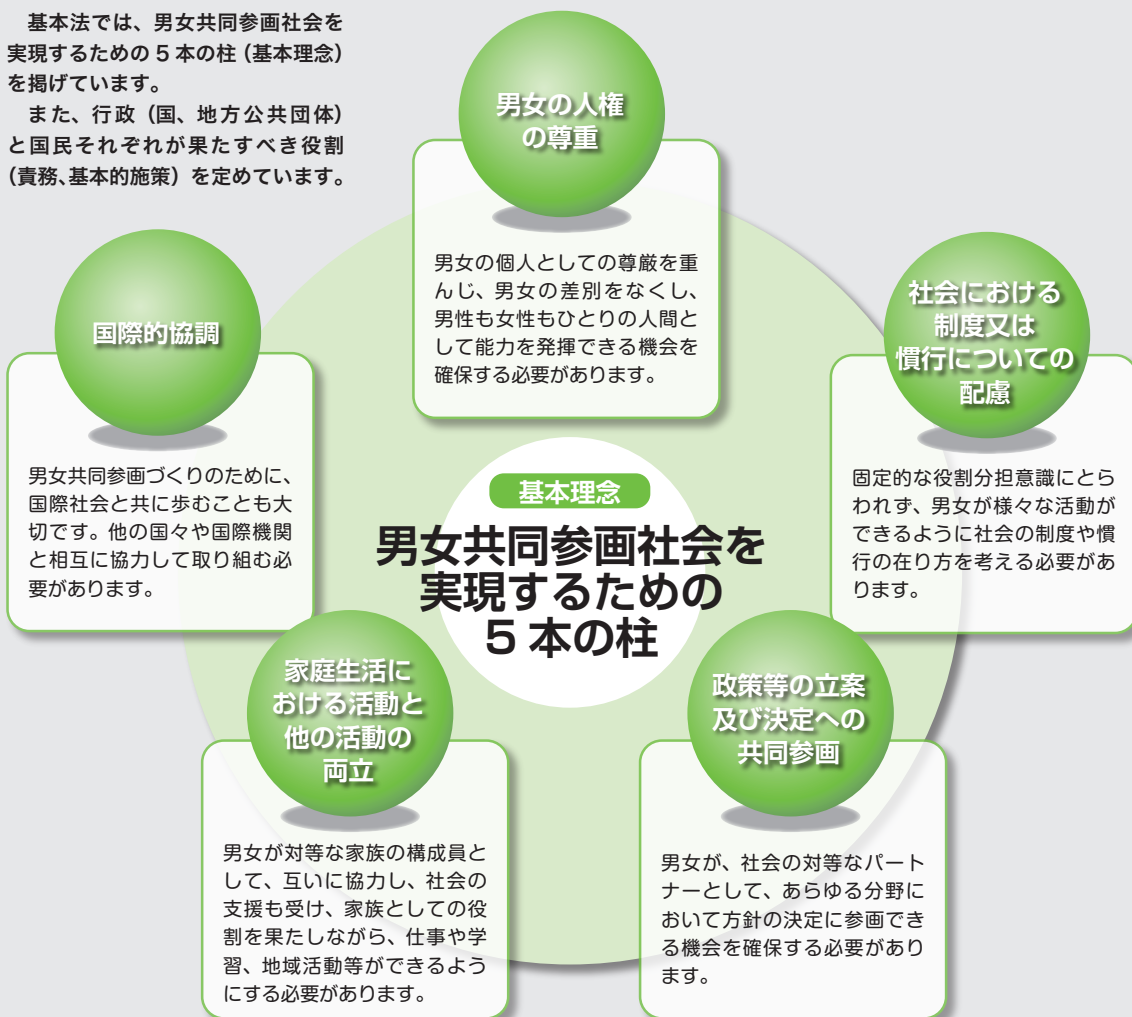 基本法では、男女共同参画社会を
実現するための5本の柱（基本理念）
を掲げています。
また、行政（国、地方公共団体）
と国民それぞれが果たすべき役割
（責務、基本的施策）を定めています。
男女の人権
の尊重
男女の個人としての尊厳を重
んじ、男女の差別をなくし、
男性も女性もひとりの人間と
して能力を発揮できる機会を
確保する必要があります。
社会における
制度又は
慣行についての
配慮
固定的な役割分担意識にとら
われず、男女が様々な活動が
できるように社会の制度や慣
行の在り方を考える必要があ
ります。
政策等の立案
及び決定への
共同参画
男女が、社会の対等なパート
ナーとして、あらゆる分野に
おいて方針の決定に参画でき
る機会を確保する必要があり
ます。
家庭生活に
おける活動と
他の活動の
両立
男女が対等な家族の構成員と
して、互いに協力し、社会の
支援も受け、家族としての役
割を果たしながら、仕事や学
習、地域活動等ができるよう
にする必要があります。
国際的協調
男女共同参画づくりのために、
国際社会と共に歩むことも大
切です。他の国々や国際機関
と相互に協力して取り組む必
要があります。
基本理念
男女共同参画社会を
実現するための
5本の柱